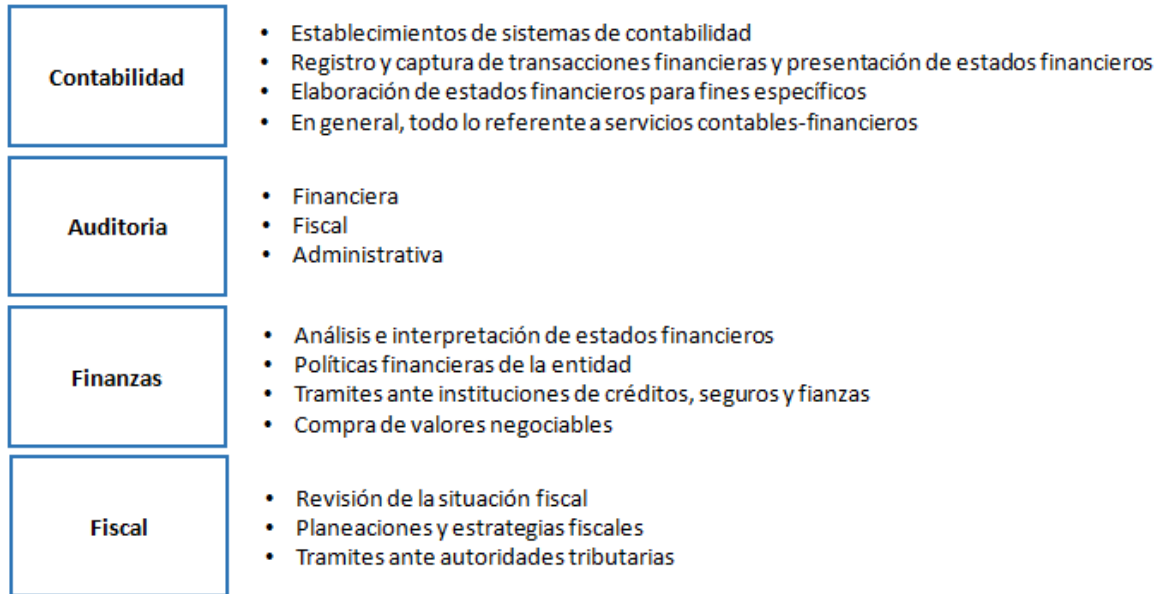 Contabilidad
• Establecimientos de sistemas de contabilidad
• Registro y captura de transacciones financieras y presentación de estados financieros
• Elaboración de estados financieros para fines específicos
• En general, todo lo referente a servicios contables-financieros
Auditoria
• Financiera
• Fiscal
• Administrativa
Finanzas
• Análisis e interpretación de estados financieros
• Políticas financieras de la entidad
• Tramites ante instituciones de créditos, seguros y fianzas
• Compra de valores negociables
Fiscal
• Revisión de la situación fiscal
• Planeaciones y estrategias fiscales
• Tramites ante autoridades tributarias